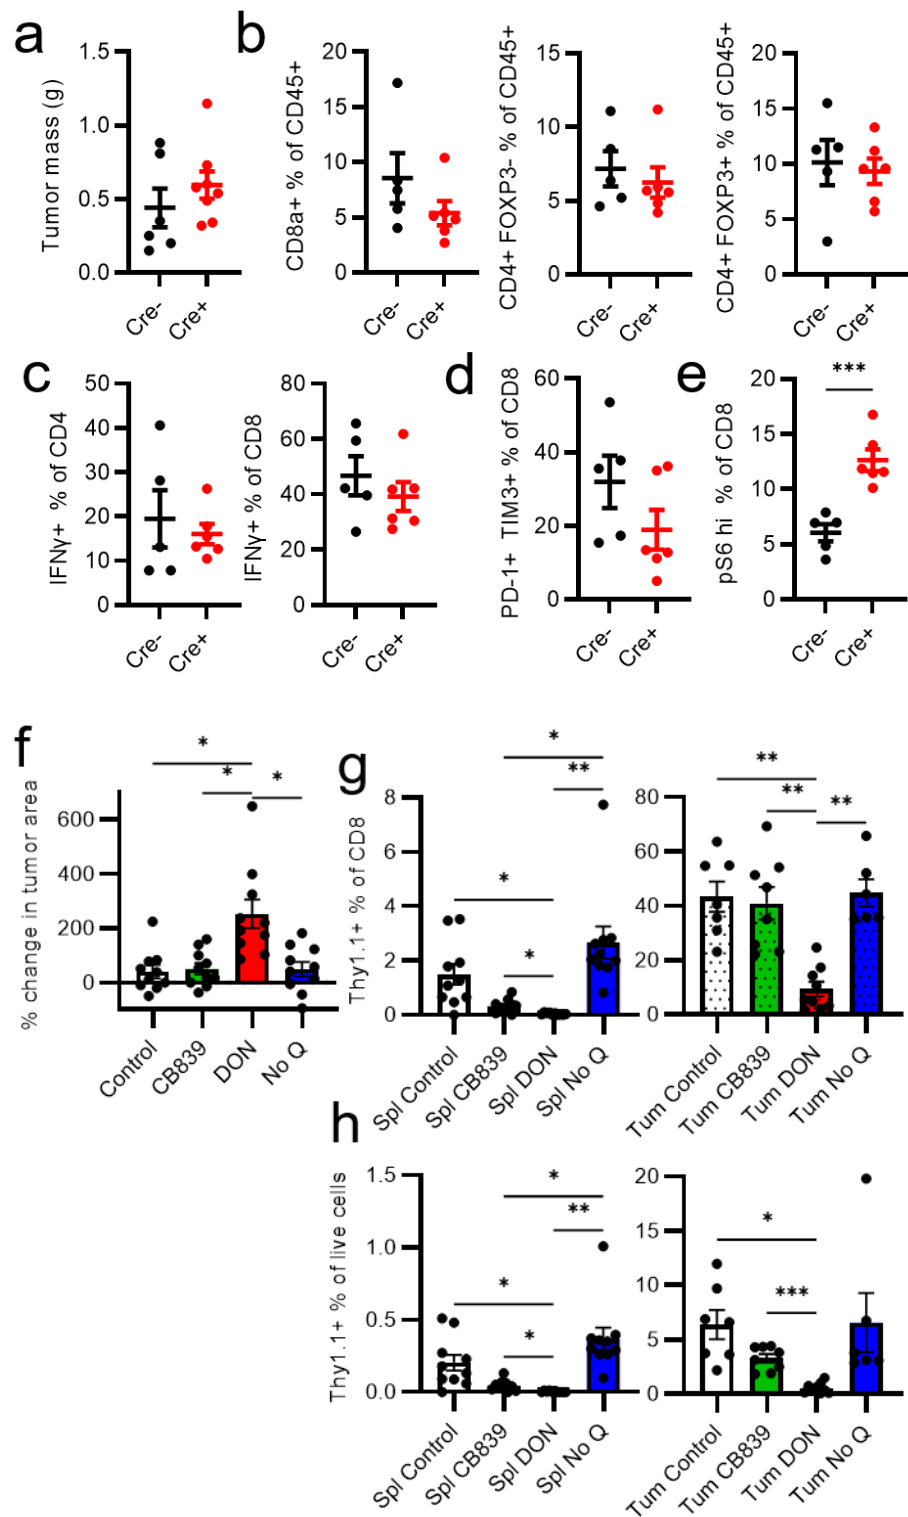 a
Tumor mass (g)
1.5
1.0
0.5
0.0
Cre-
Cre+
b
CD8a+ % of CD45+
20
15
10
5
0
Cre-
Cre+
CD4+ FOXP3- % of CD45+
15
10
5
0
Cre-
Cre+
CD4+ FOXP3+ % of CD45+
20
15
10
5
0
Cre-
Cre+
c
IFNγ+ % of CD4
50
40
30
20
10
0
Cre-
Cre+
IFNγ+ % of CD8
80
60
40
20
0
Cre-
Cre+
d
PD-1+ TIM3+ % of CD8
60
40
20
0
Cre-
Cre+
e
pS6 hi % of CD8
20
15
10
5
0
***
Cre-
Cre+
f
% change in tumor area
600
400
200
0
*
*
*
Control
CB839
DON
No Q
g
Thy1.1+ % of CD8
8
6
4
2
0
*
**
*
*
Spl Control
Spl CB839
Spl DON
Spl No Q
80
60
40
20
0
**
**
**
Tum Control
Tum CB839
Tum DON
Tum No Q
h
Thy1.1+ % of live cells
1.5
1.0
0.5
0.0
*
**
*
*
Spl Control
Spl CB839
Spl DON
Spl No Q
20
15
10
5
0
*
***
Tum Control
Tum CB839
Tum DON
Tum No Q